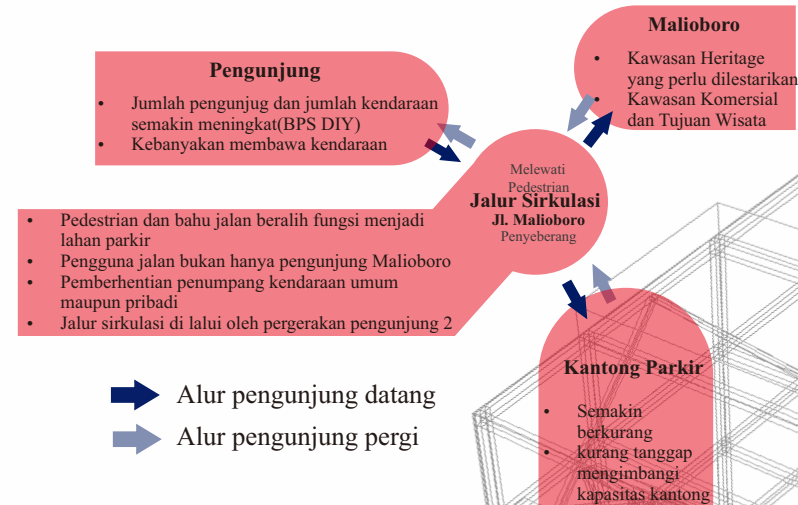 Pengunjung
• Jumlah pengunjug dan jumlah kendaraan
semakin meningkat(BPS DIY)
• Kebanyakan membawa kendaraan
Malioboro
• Kawasan Heritage
yang perlu dilestarikan
• Kawasan Komersial
dan Tujuan Wisata
Melewati
Pedestrian
Jalur Sirkulasi
Jl. Malioboro
Penyeberang
• Pedestrian dan bahu jalan beralih fungsi menjadi
lahan parkir
• Pengguna jalan bukan hanya pengunjung Malioboro
• Pemberhentian penumpang kendaraan umum
maupun pribadi
• Jalur sirkulasi di lalui oleh pergerakan pengunjung 2
Kantong Parkir
• Semakin
berkurang
• kurang tanggap
mengimbangi
kapasitas kantong
Alur pengunjung datang
Alur pengunjung pergi